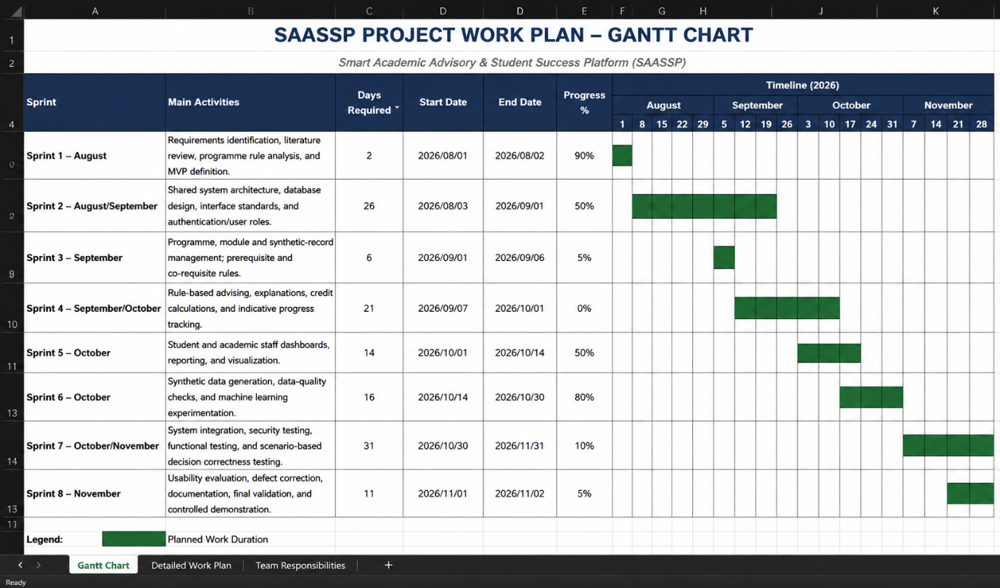 A B C D D E F G H J K
1 SAASSP PROJECT WORK PLAN – GANTT CHART
2 Smart Academic Advisory & Student Success Platform (SAASSP)
Sprint
Main Activities
Days
Required
Start Date
End Date
Progress
%
Timeline (2026)
August September October November
4 1 8 15 22 29 5 12 19 26 3 10 17 24 31 7 14 21 28
Sprint 1 – August
Requirements identification, literature
review, programme rule analysis, and
MVP definition.
2 2026/08/01 2026/08/02 90%
Sprint 2 – August/September
Shared system architecture, database
design, interface standards, and
authentication/user roles.
26 2026/08/03 2026/09/01 50%
9
Sprint 3 – September
Programme, module and synthetic-record
management; prerequisite and
co-requisite rules.
6 2026/09/01 2026/09/06 5%
10
Sprint 4 – September/October
Rule-based advising, explanations, credit
calculations, and indicative progress
tracking.
21 2026/09/07 2026/10/01 0%
11
Sprint 5 – October
Student and academic staff dashboards,
reporting, and visualization.
14 2026/10/01 2026/10/14 50%
13
Sprint 6 – October
Synthetic data generation, data-quality
checks, and machine learning
experimentation.
16 2026/10/14 2026/10/30 80%
14
Sprint 7 – October/November
System integration, security testing,
functional testing, and scenario-based
decision correctness testing.
31 2026/10/30 2026/11/31 10%
13
Sprint 8 – November
Usability evaluation, defect correction,
documentation, final validation, and
controlled demonstration.
11 2026/11/01 2026/11/02 5%
Legend: Planned Work Duration
Gantt Chart Detailed Work Plan Team Responsibilities +
Ready